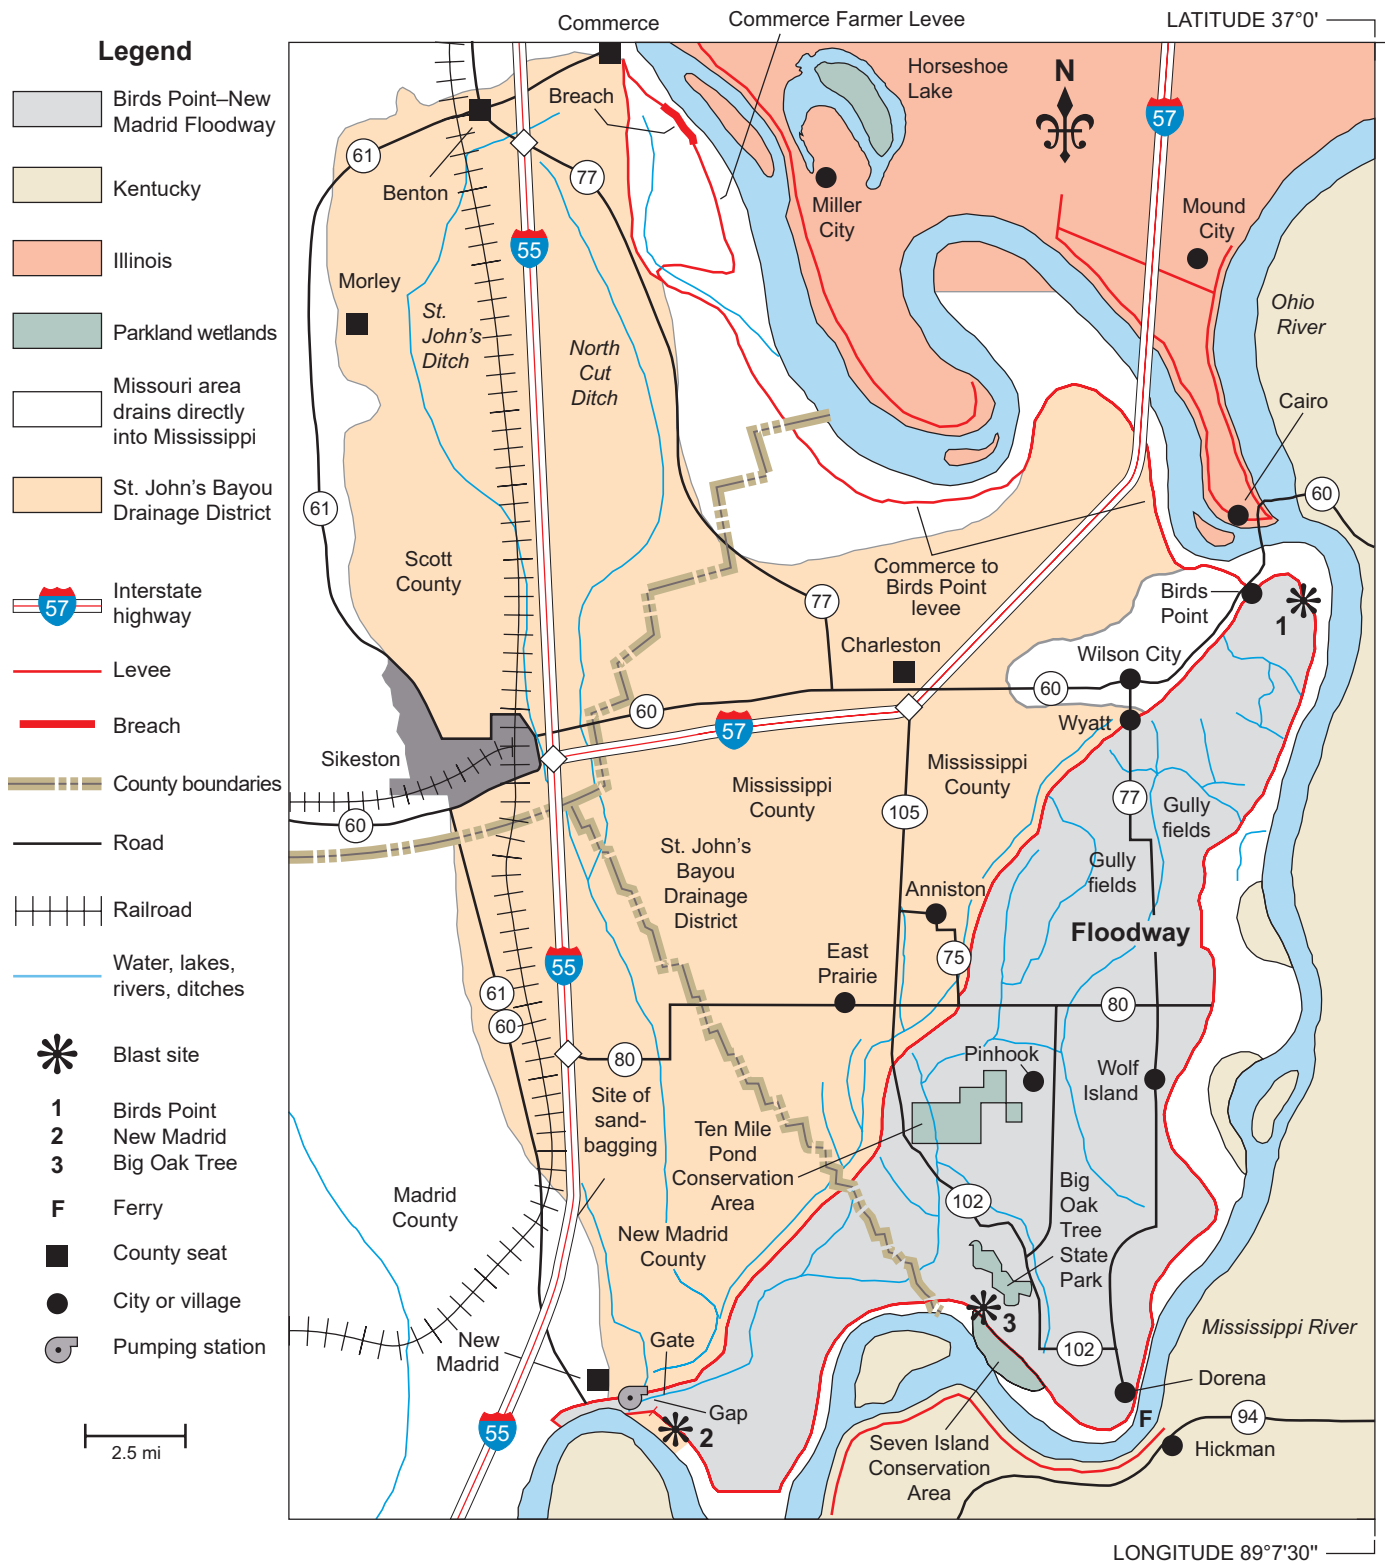 Legend
Birds Point–New
Madrid Floodway
Kentucky
Illinois
Parkland wetlands
Missouri area
drains directly
into Mississippi
St. John’s Bayou
Drainage District
57
Interstate
highway
Levee
Breach
County boundaries
Road
Railroad
Water, lakes,
rivers, ditches
Blast site
1 Birds Point
2 New Madrid
3 Big Oak Tree
F Ferry
County seat
City or village
Pumping station
2.5 mi
Commerce
Commerce Farmer Levee
LATITUDE 37°0'
Horseshoe
Lake
N
57
Breach
61
Benton
77
Miller
City
Mound
City
55
Morley
St.
John’s
Ditch
North
Cut
Ditch
Ohio
River
Cairo
61
60
Scott
County
Commerce to
Birds Point
levee
Birds
Point
1
77
Charleston
Wilson City
60
60
57
Wyatt
Sikeston
Mississippi
County
Mississippi
County
77
Gully
fields
105
60
St. John’s
Bayou
Drainage
District
Gully
fields
Anniston
Floodway
East
Prairie
75
55
61
60
80
80
Pinhook
Wolf
Island
Site of
sand-
bagging
Ten Mile
Pond
Conservation
Area
Big
Oak
Tree
State
Park
Madrid
County
102
New Madrid
County
3
Mississippi River
New
Madrid
Gate
102
Dorena
Gap
F
94
55
2
Seven Island
Conservation
Area
Hickman
LONGITUDE 89°7'30"